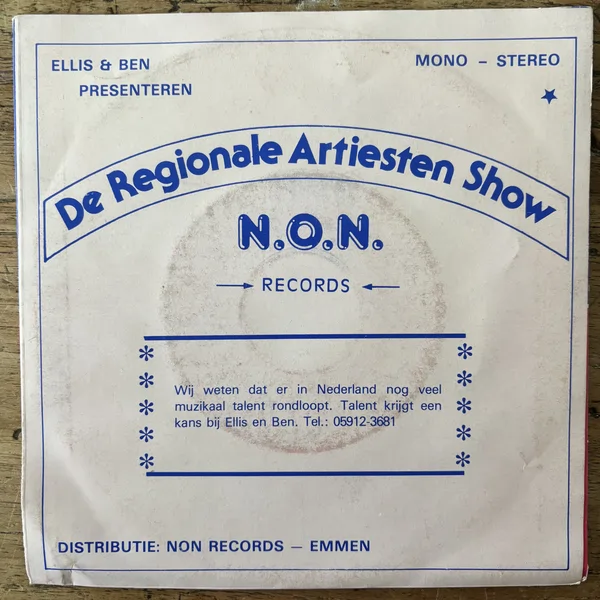 ELLIS & BEN
PRESENTEREN
MONO – STEREO
De Regionale Artiesten Show
N.O.N.
RECORDS
Wij weten dat er in Nederland nog veel
muzikaal talent rondloopt. Talent krijgt een
kans bij Ellis en Ben. Tel.: 05912-3681
DISTRIBUTIE: NON RECORDS — EMMEN